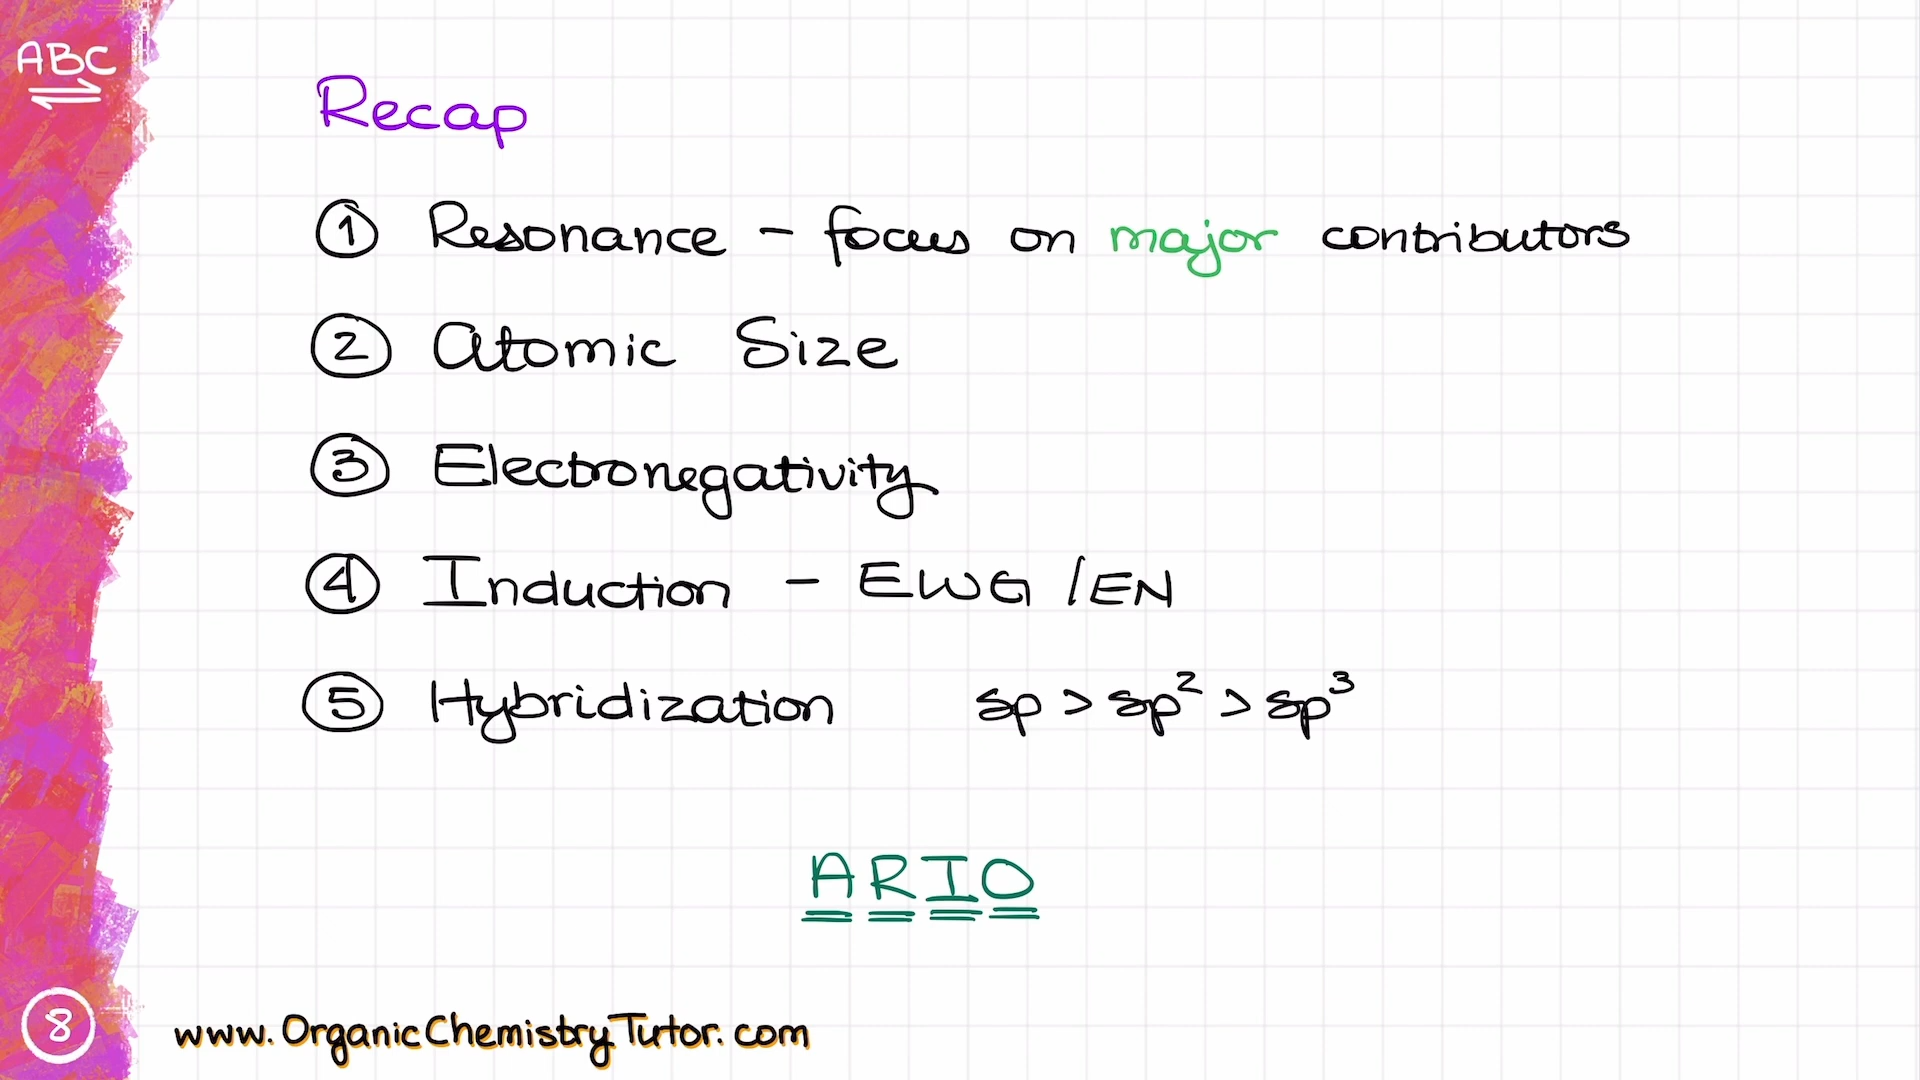 ABC
Recap
① Resonance – focus on major contributors
② Atomic Size
③ Electronegativity
④ Induction – EWG /EN
⑤ Hybridization sp > sp² > sp³
ARIO
8
www.OrganicChemistryTutor.com